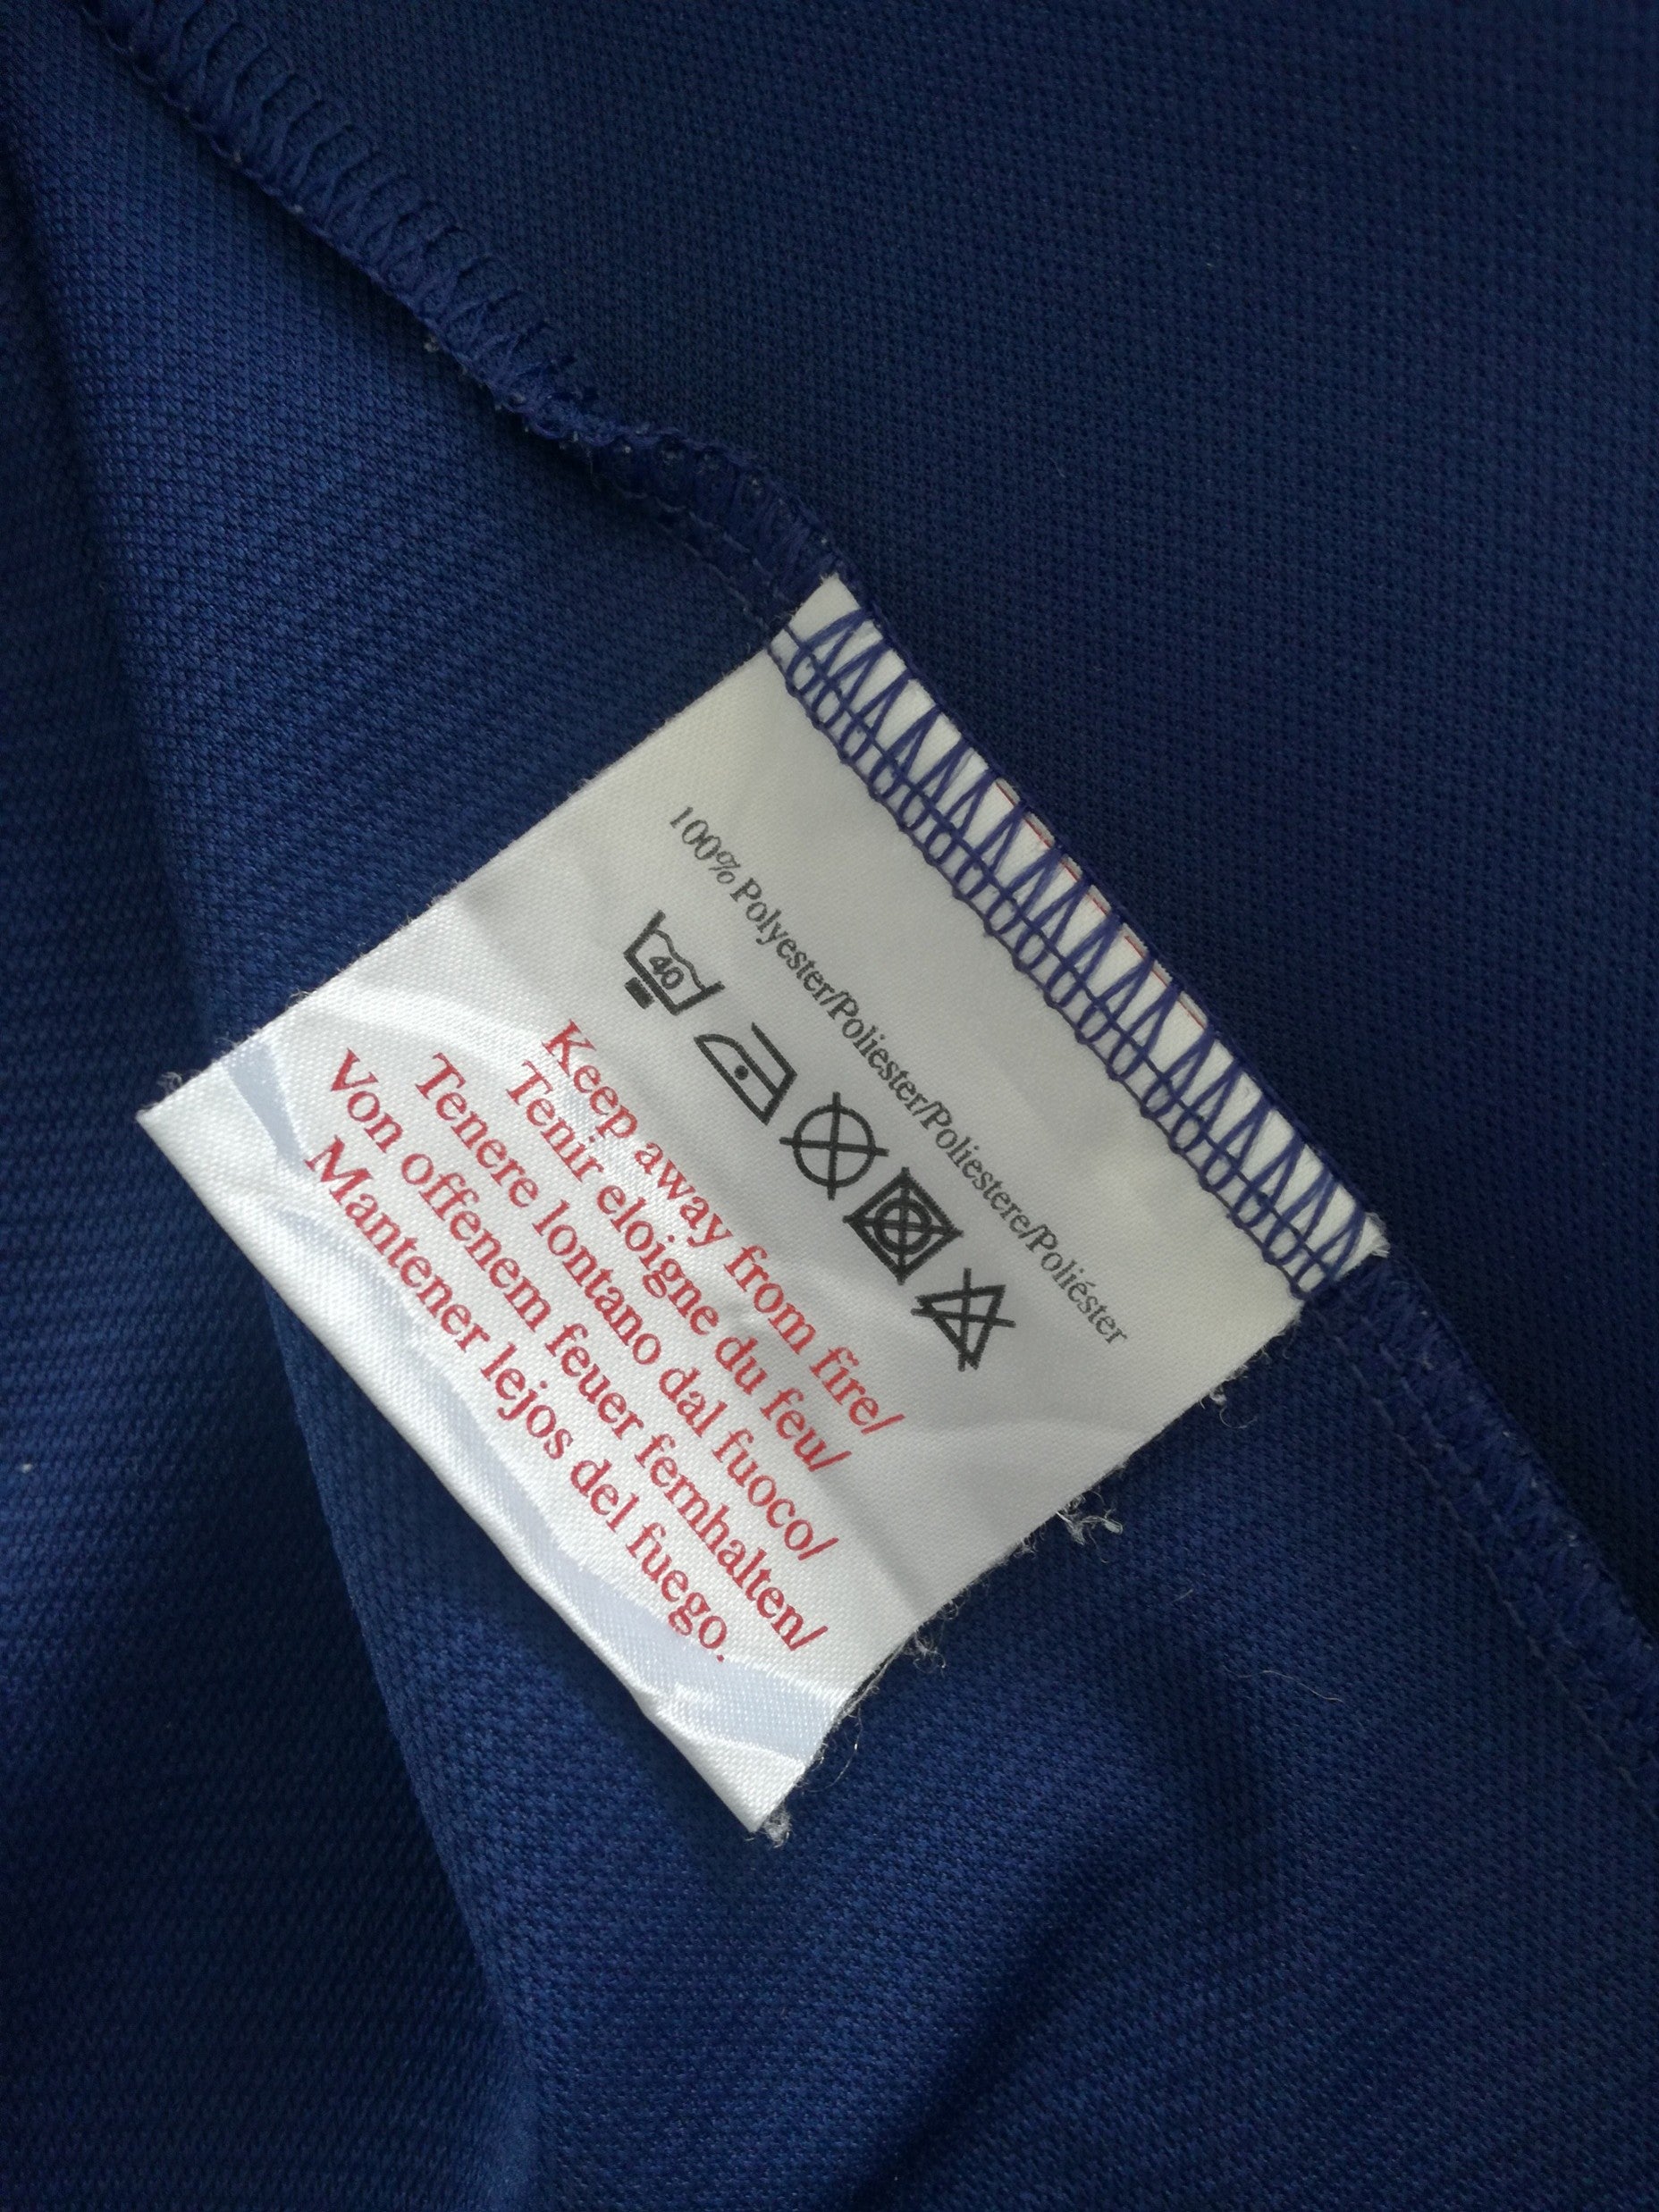 100% Polyester/Poliester/Poliestere/Poliéster
40
Keep away from fire/
Tenir eloigne du feu/
Tenere lontano dal fuoco/
Von offenem feuer fernhalten/
Mantener lejos del fuego.